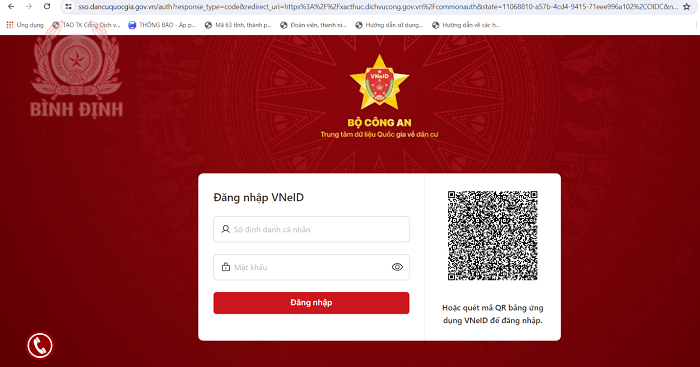 sso.dancuquocgia.gov.vn/auth?response_type=code&redirect_uri=https%3A%2F%2Fxacthuc.dichvucong.gov.vn%2Fcommonauth&state=11068810-a57b-4cd4-9415-71eee996a102%2COIDC&n...
Ứng dụng
TAO TK Cổng Dịch v...
THÔNG BÁO - Áp p...
Mã 63 tỉnh, thành p...
Đoàn viên, thanh ni...
Hướng dẫn sử dụng...
Hướng dẫn về các h...
BÌNH ĐỊNH
VNeID
BỘ CÔNG AN
Trung tâm dữ liệu Quốc gia về dân cư
Đăng nhập VNeID
Số định danh cá nhân
Mật khẩu
Đăng nhập
Hoặc quét mã QR bằng ứng
dụng VNeID để đăng nhập.